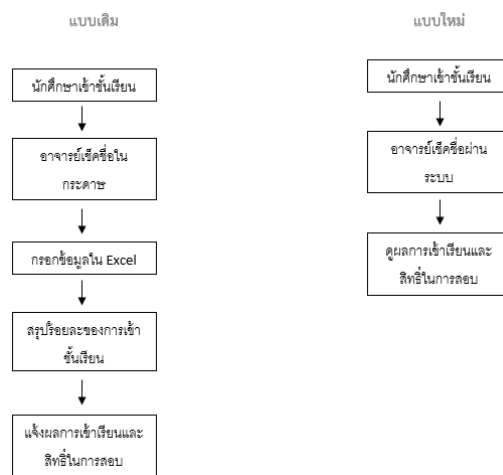 แบบเดิม
นักศึกษาเข้าชั้นเรียน
อาจารย์เช็คชื่อใน
กระดาษ
กรอกข้อมูลใน Excel
สรุปร้อยละของการเข้า
ชั้นเรียน
แจ้งผลการเข้าเรียนและ
สิทธิ์ในการสอบ
แบบใหม่
นักศึกษาเข้าชั้นเรียน
อาจารย์เช็คชื่อผ่าน
ระบบ
ดูผลการเข้าเรียนและ
สิทธิ์ในการสอบ